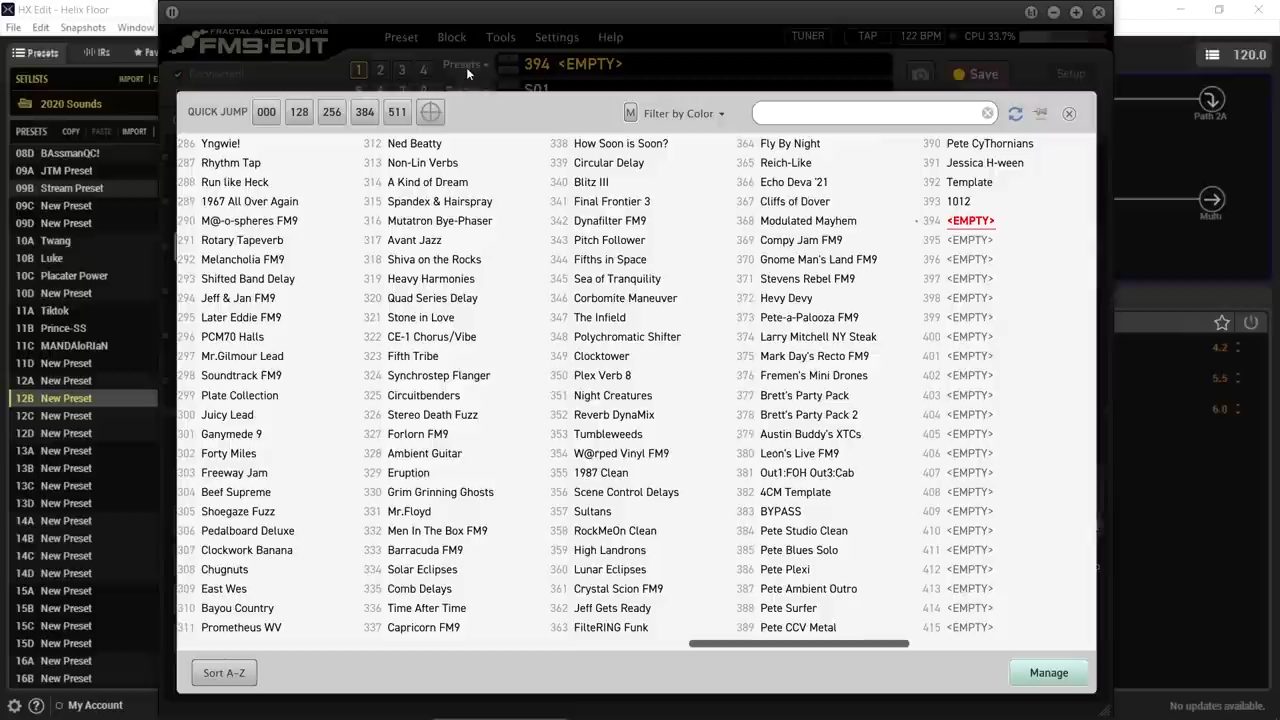 HX Edit - Helix Floor
File Edit Snapshots Window
Presets IRs Fav
SETLISTS IMPORT
2020 Sounds
PRESETS COPY PASTE IMPORT
08D BAssmanQC!
09A JTM Preset
09B Stream Preset
09C New Preset
09D New Preset
10A Twang
10B Luke
10C Placater Power
10D New Preset
11A Tiktok
11B Prince-SS
11C MANDAloRIaN
11D New Preset
12A New Preset
12B New Preset
12C New Preset
12D New Preset
13A New Preset
13B New Preset
13C New Preset
13D New Preset
14A New Preset
14B New Preset
14C New Preset
14D New Preset
15A New Preset
15B New Preset
15C New Preset
15D New Preset
16A New Preset
16B New Preset
My Account
FRACTAL AUDIO SYSTEMS
FM9-EDIT
Preset Block Tools Settings Help
TUNER TAP 122 BPM CPU 33.7%
Connected
1 2 3 4
Presets
394 <EMPTY>
Save
Setup
QUICK JUMP 000 128 256 384 511
M Filter by Color
286 Yngwie!
287 Rhythm Tap
288 Run like Heck
289 1967 All Over Again
290 M@-o-spheres FM9
291 Rotary Tapeverb
292 Melancholia FM9
293 Shifted Band Delay
294 Jeff & Jan FM9
295 Later Eddie FM9
296 PCM70 Halls
297 Mr.Gilmour Lead
298 Soundtrack FM9
299 Plate Collection
300 Juicy Lead
301 Ganymede 9
302 Forty Miles
303 Freeway Jam
304 Beef Supreme
305 Shoegaze Fuzz
306 Pedalboard Deluxe
307 Clockwork Banana
308 Chugnuts
309 East Wes
310 Bayou Country
311 Prometheus WV
312 Ned Beatty
313 Non-Lin Verbs
314 A Kind of Dream
315 Spandex & Hairspray
316 Mutatron Bye-Phaser
317 Avant Jazz
318 Shiva on the Rocks
319 Heavy Harmonies
320 Quad Series Delay
321 Stone in Love
322 CE-1 Chorus/Vibe
323 Fifth Tribe
324 Synchrostep Flanger
325 Circuitbenders
326 Stereo Death Fuzz
327 Forlorn FM9
328 Ambient Guitar
329 Eruption
330 Grim Grinning Ghosts
331 Mr.Floyd
332 Men In The Box FM9
333 Barracuda FM9
334 Solar Eclipses
335 Comb Delays
336 Time After Time
337 Capricorn FM9
338 How Soon is Soon?
339 Circular Delay
340 Blitz III
341 Final Frontier 3
342 Dynafilter FM9
343 Pitch Follower
344 Fifths in Space
345 Sea of Tranquility
346 Corbomite Maneuver
347 The Infield
348 Polychromatic Shifter
349 Clocktower
350 Plex Verb 8
351 Night Creatures
352 Reverb DynaMix
353 Tumbleweeds
354 W@rped Vinyl FM9
355 1987 Clean
356 Scene Control Delays
357 Sultans
358 RockMeOn Clean
359 High Landrons
360 Lunar Eclipses
361 Crystal Scion FM9
362 Jeff Gets Ready
363 FilteRING Funk
364 Fly By Night
365 Reich-Like
366 Echo Deva '21
367 Cliffs of Dover
368 Modulated Mayhem
369 Compy Jam FM9
370 Gnome Man's Land FM9
371 Stevens Rebel FM9
372 Hevy Devy
373 Pete-a-Palooza FM9
374 Larry Mitchell NY Steak
375 Mark Day's Recto FM9
376 Fremen's Mini Drones
377 Brett's Party Pack
378 Brett's Party Pack 2
379 Austin Buddy's XTCs
380 Leon's Live FM9
381 Out1:FOH Out3:Cab
382 4CM Template
383 BYPASS
384 Pete Studio Clean
385 Pete Blues Solo
386 Pete Plexi
387 Pete Ambient Outro
388 Pete Surfer
389 Pete CCV Metal
390 Pete CyThornians
391 Jessica H-ween
392 Template
393 1012
394 <EMPTY>
395 <EMPTY>
396 <EMPTY>
397 <EMPTY>
398 <EMPTY>
399 <EMPTY>
400 <EMPTY>
401 <EMPTY>
402 <EMPTY>
403 <EMPTY>
404 <EMPTY>
405 <EMPTY>
406 <EMPTY>
407 <EMPTY>
408 <EMPTY>
409 <EMPTY>
410 <EMPTY>
411 <EMPTY>
412 <EMPTY>
413 <EMPTY>
414 <EMPTY>
415 <EMPTY>
Sort A-Z
Manage
120.0
Path 2A
Multi
4.2
5.5
6.0
No updates available.